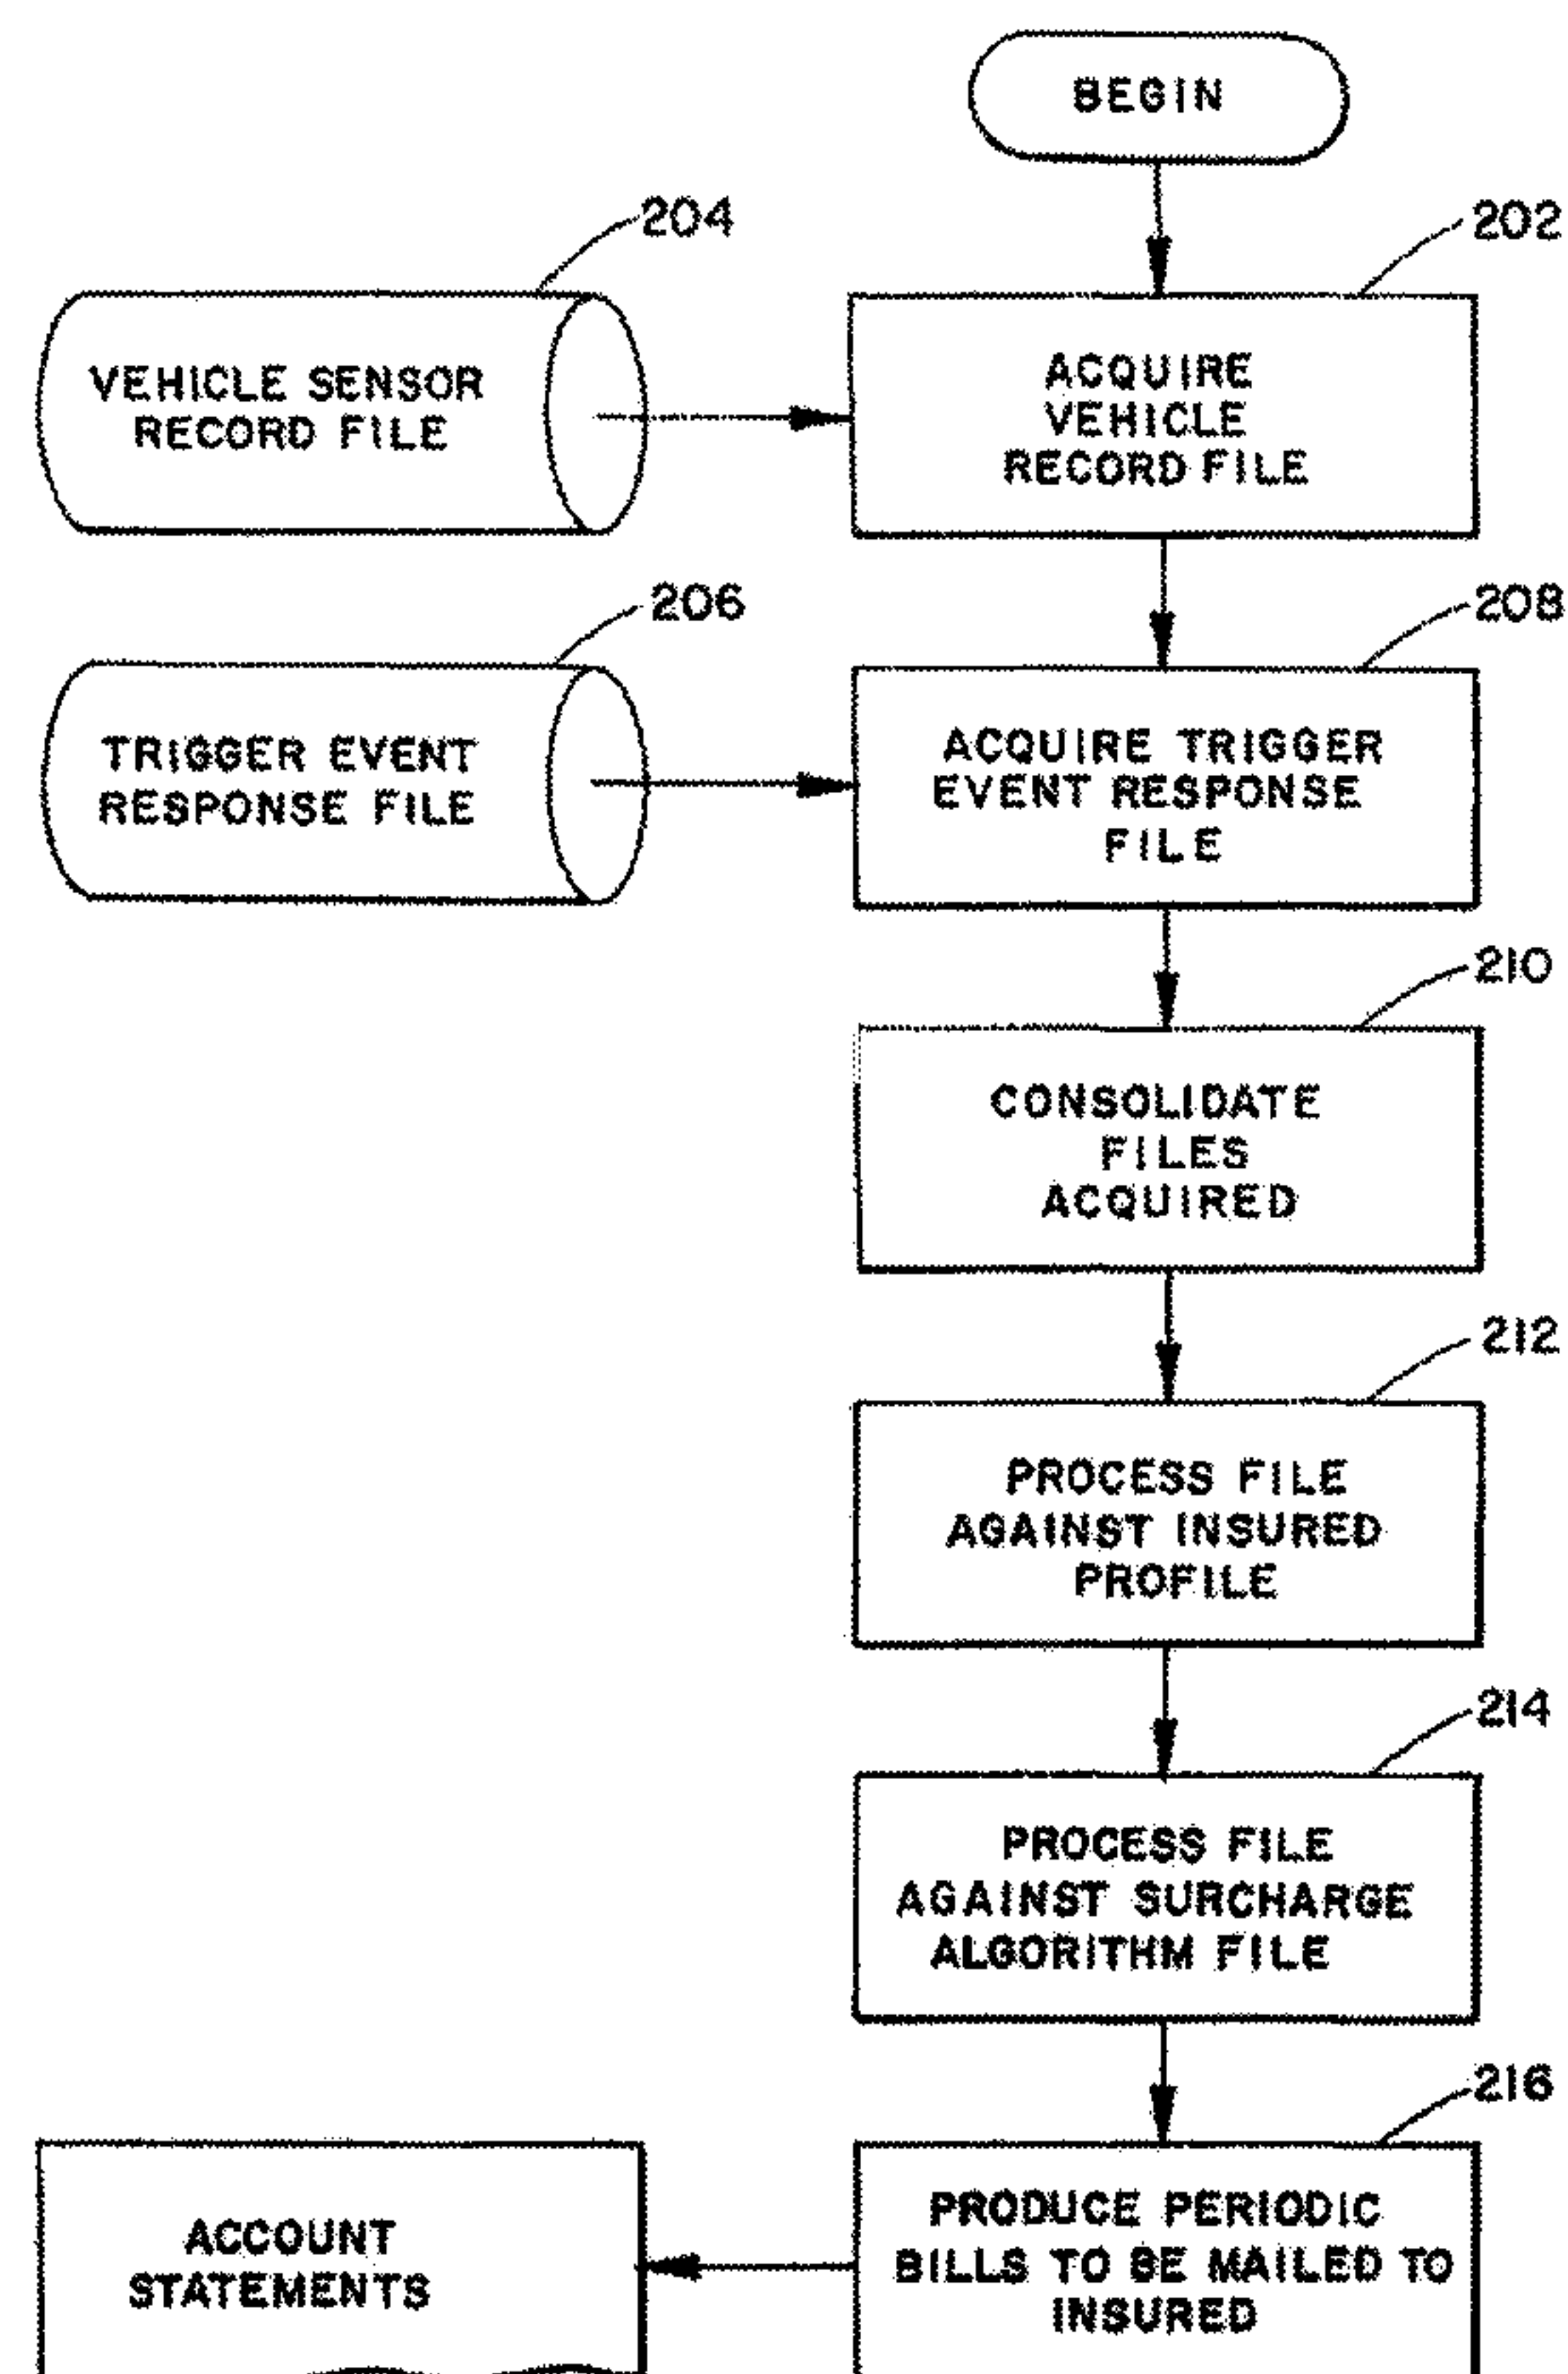 BEGIN
204
202
VEHICLE SENSOR
RECORD FILE
ACQUIRE
VEHICLE
RECORD FILE
206
208
TRIGGER EVENT
RESPONSE FILE
ACQUIRE TRIGGER
EVENT RESPONSE
FILE
210
CONSOLIDATE
FILES
ACQUIRED
212
PROCESS FILE
AGAINST INSURED
PROFILE
214
PROCESS FILE
AGAINST SURCHARGE
ALGORITHM FILE
216
ACCOUNT
STATEMENTS
PRODUCE PERIODIC
BILLS TO BE MAILED TO
INSURED